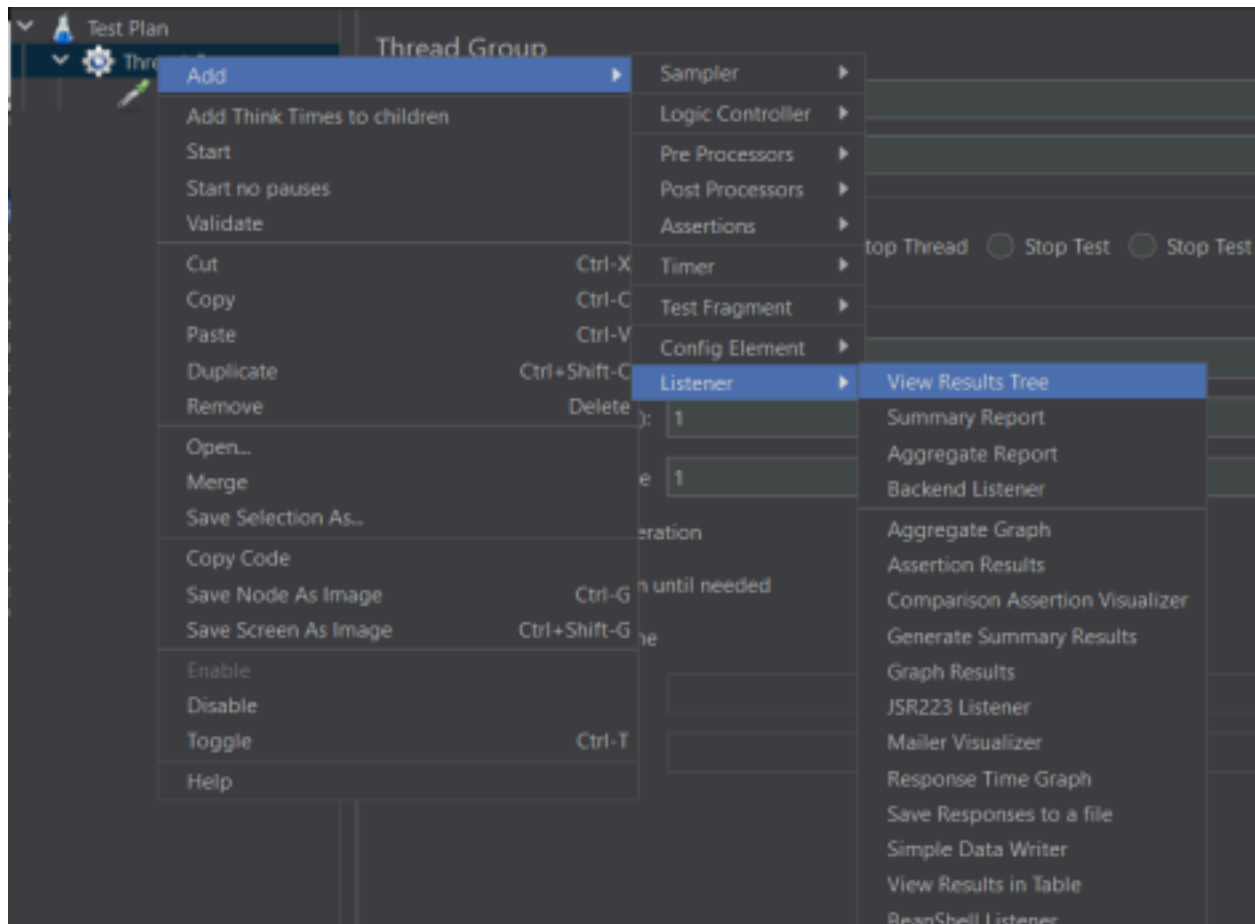 Test Plan
Thread Group
Add
Add Think Times to children
Start
Start no pauses
Validate
Cut Ctrl-X
Copy Ctrl-C
Paste Ctrl-V
Duplicate Ctrl+Shift-C
Remove Delete
Open...
Merge
Save Selection As...
Copy Code
Save Node As Image Ctrl-G
Save Screen As Image Ctrl+Shift-G
Enable
Disable
Toggle Ctrl-T
Help
Sampler
Logic Controller
Pre Processors
Post Processors
Assertions
Timer
Test Fragment
Config Element
Listener
top Thread Stop Test Stop Test
): 1
e 1
eration
n until needed
ne
View Results Tree
Summary Report
Aggregate Report
Backend Listener
Aggregate Graph
Assertion Results
Comparison Assertion Visualizer
Generate Summary Results
Graph Results
JSR223 Listener
Mailer Visualizer
Response Time Graph
Save Responses to a file
Simple Data Writer
View Results in Table
BeanShell Listener